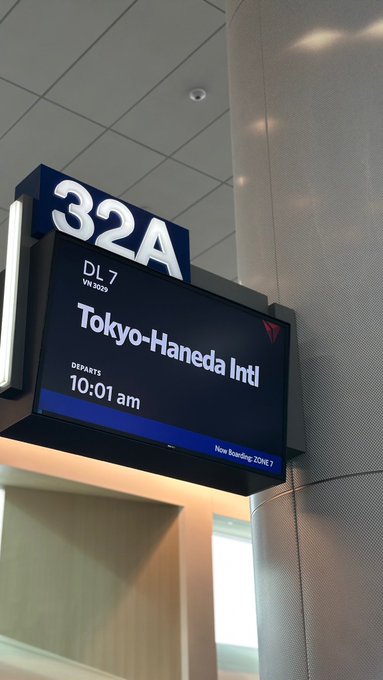 32A
DL 7
VN 3029
Tokyo-Haneda Intl
DEPARTS
10:01 am
Now Boarding: ZONE 7